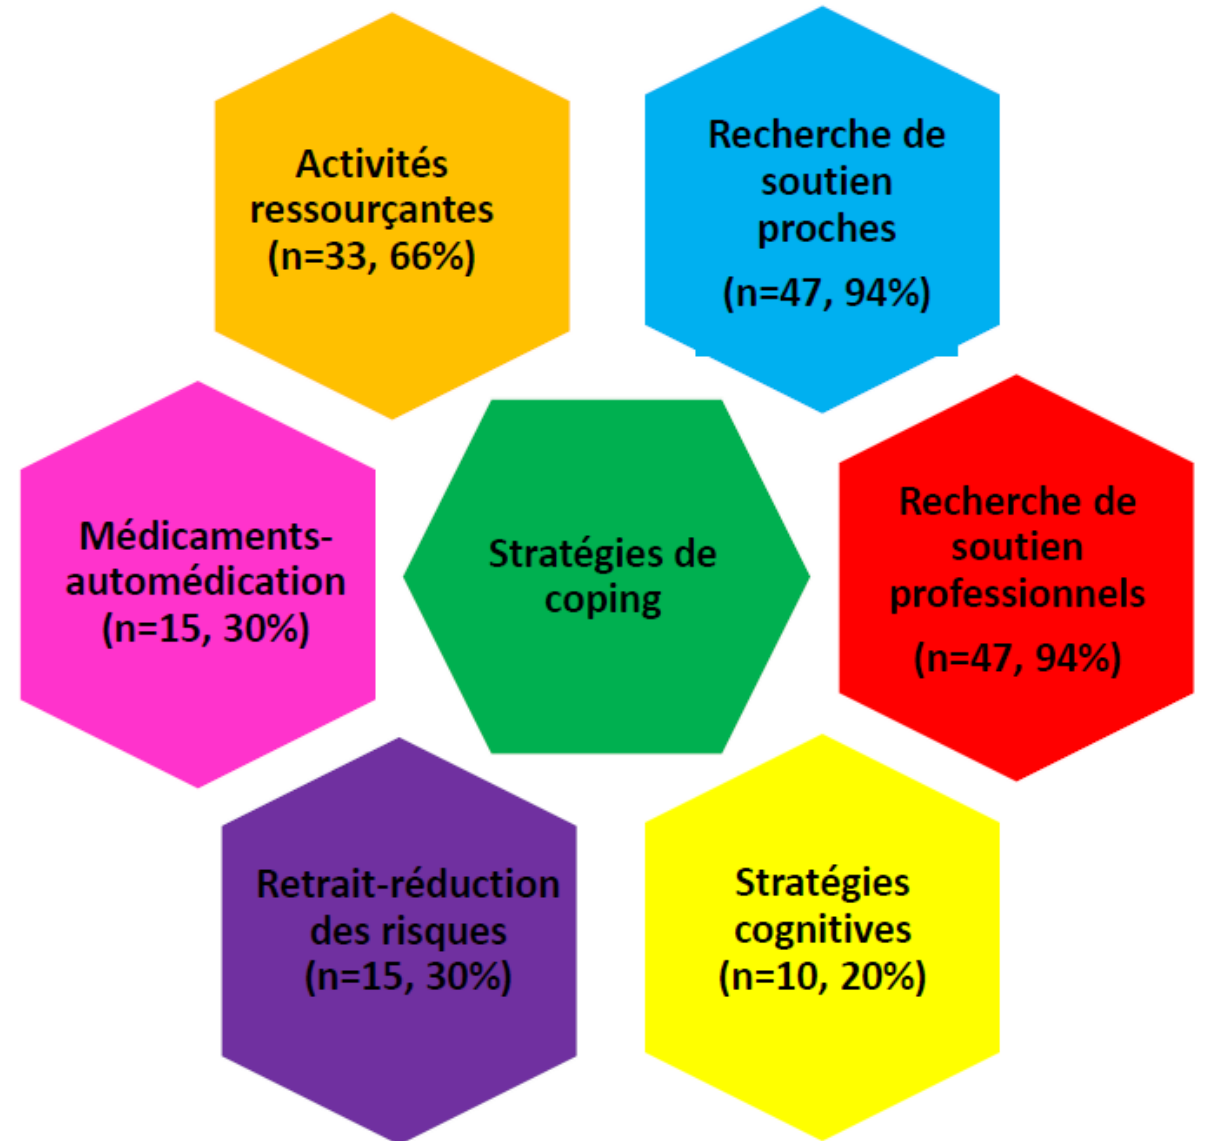 Activités
ressourçantes
(n=33, 66%)
Recherche de
soutien
proches
(n=47, 94%)
Médicaments-
automédication
(n=15, 30%)
Stratégies de
coping
Recherche de
soutien
professionnels
(n=47, 94%)
Retrait-réduction
des risques
(n=15, 30%)
Stratégies
cognitives
(n=10, 20%)